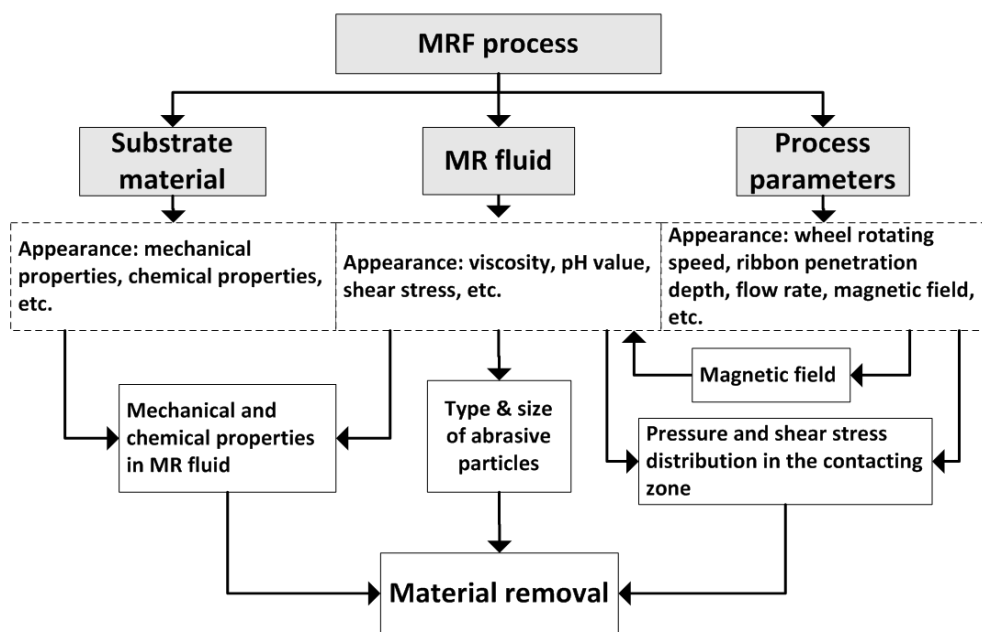 MRF process
Substrate
material
MR fluid
Process
parameters
Appearance: mechanical
properties, chemical properties,
etc.
Appearance: viscosity, pH value,
shear stress, etc.
Appearance: wheel rotating
speed, ribbon penetration
depth, flow rate, magnetic field,
etc.
Magnetic field
Mechanical and
chemical properties
in MR fluid
Type & size
of abrasive
particles
Pressure and shear stress
distribution in the contacting
zone
Material removal